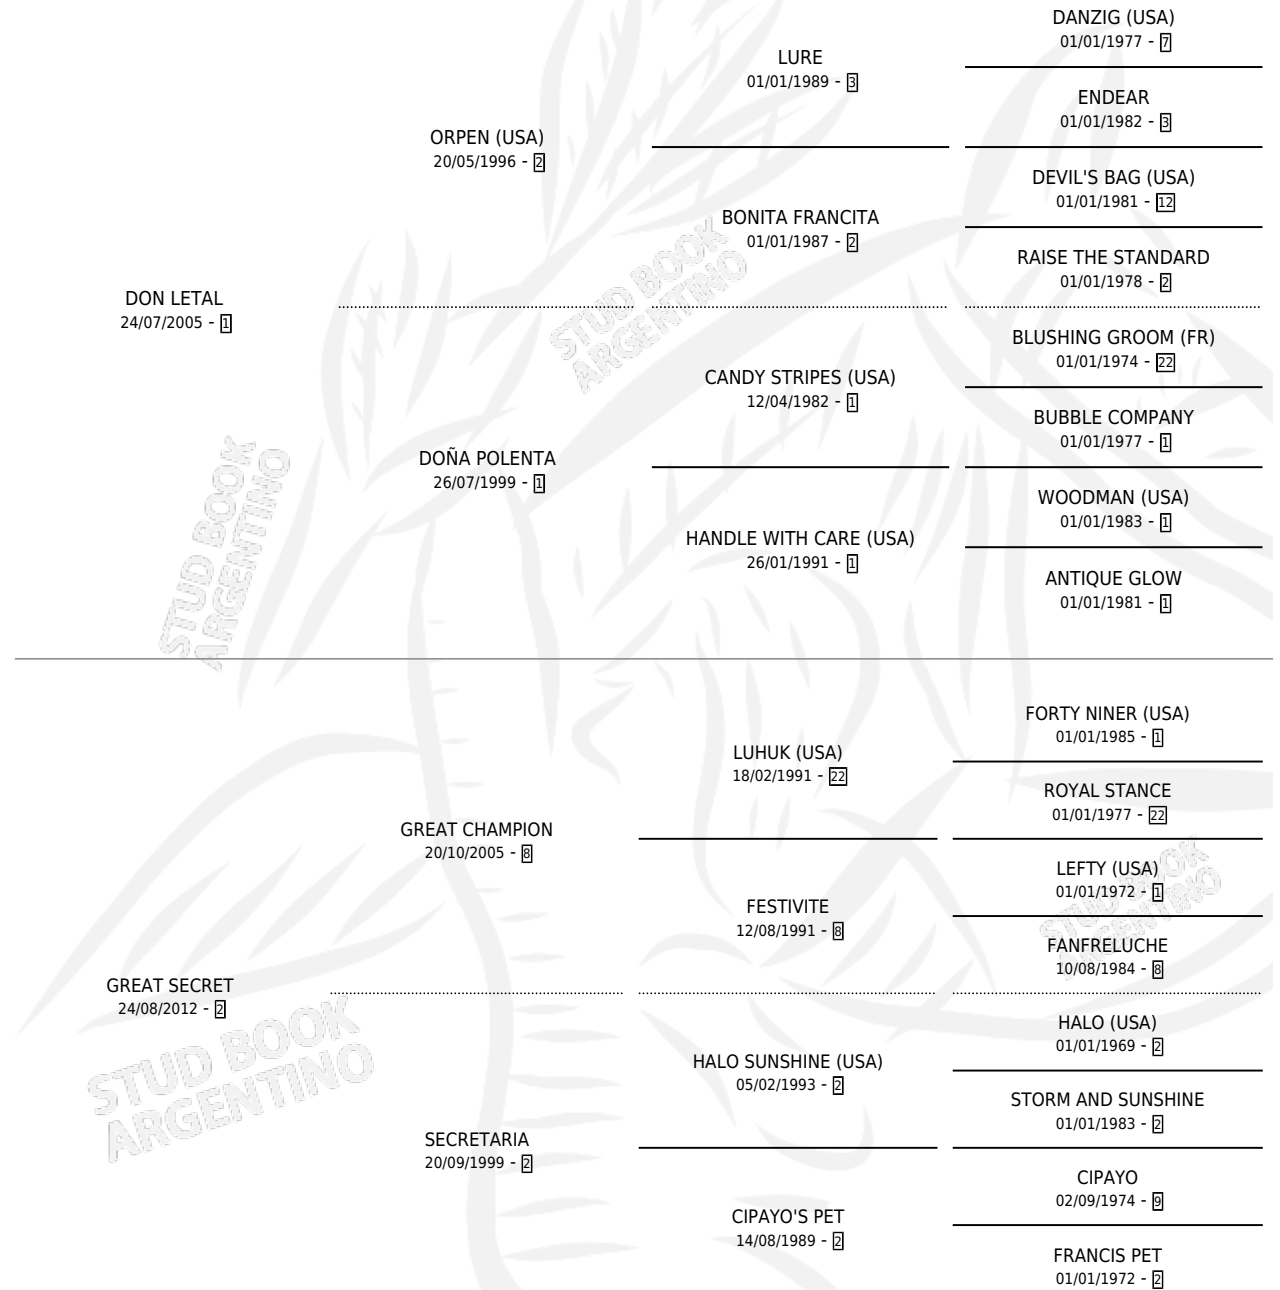 DANZIG (USA)
01/01/1977 - 7
LURE
01/01/1989 - 3
ENDEAR
01/01/1982 - 3
ORPEN (USA)
20/05/1996 - 2
DEVIL'S BAG (USA)
01/01/1981 - 12
BONITA FRANCITA
01/01/1987 - 2
RAISE THE STANDARD
01/01/1978 - 2
DON LETAL
24/07/2005 - 1
BLUSHING GROOM (FR)
01/01/1974 - 22
CANDY STRIPES (USA)
12/04/1982 - 1
BUBBLE COMPANY
01/01/1977 - 1
DOÑA POLENTA
26/07/1999 - 1
WOODMAN (USA)
01/01/1983 - 1
HANDLE WITH CARE (USA)
26/01/1991 - 1
ANTIQUE GLOW
01/01/1981 - 1
STUD BOOK
ARGENTINO
STUD BOOK
ARGENTINO
FORTY NINER (USA)
01/01/1985 - 1
LUHUK (USA)
18/02/1991 - 22
ROYAL STANCE
01/01/1977 - 22
GREAT CHAMPION
20/10/2005 - 8
LEFTY (USA)
01/01/1972 - 1
FESTIVITE
12/08/1991 - 8
FANFRELUCHE
10/08/1984 - 8
STUD BOOK
ARGENTINO
GREAT SECRET
24/08/2012 - 2
HALO (USA)
01/01/1969 - 2
HALO SUNSHINE (USA)
05/02/1993 - 2
STORM AND SUNSHINE
01/01/1983 - 2
STUD BOOK
ARGENTINO
SECRETARIA
20/09/1999 - 2
CIPAYO
02/09/1974 - 9
CIPAYO'S PET
14/08/1989 - 2
FRANCIS PET
01/01/1972 - 2